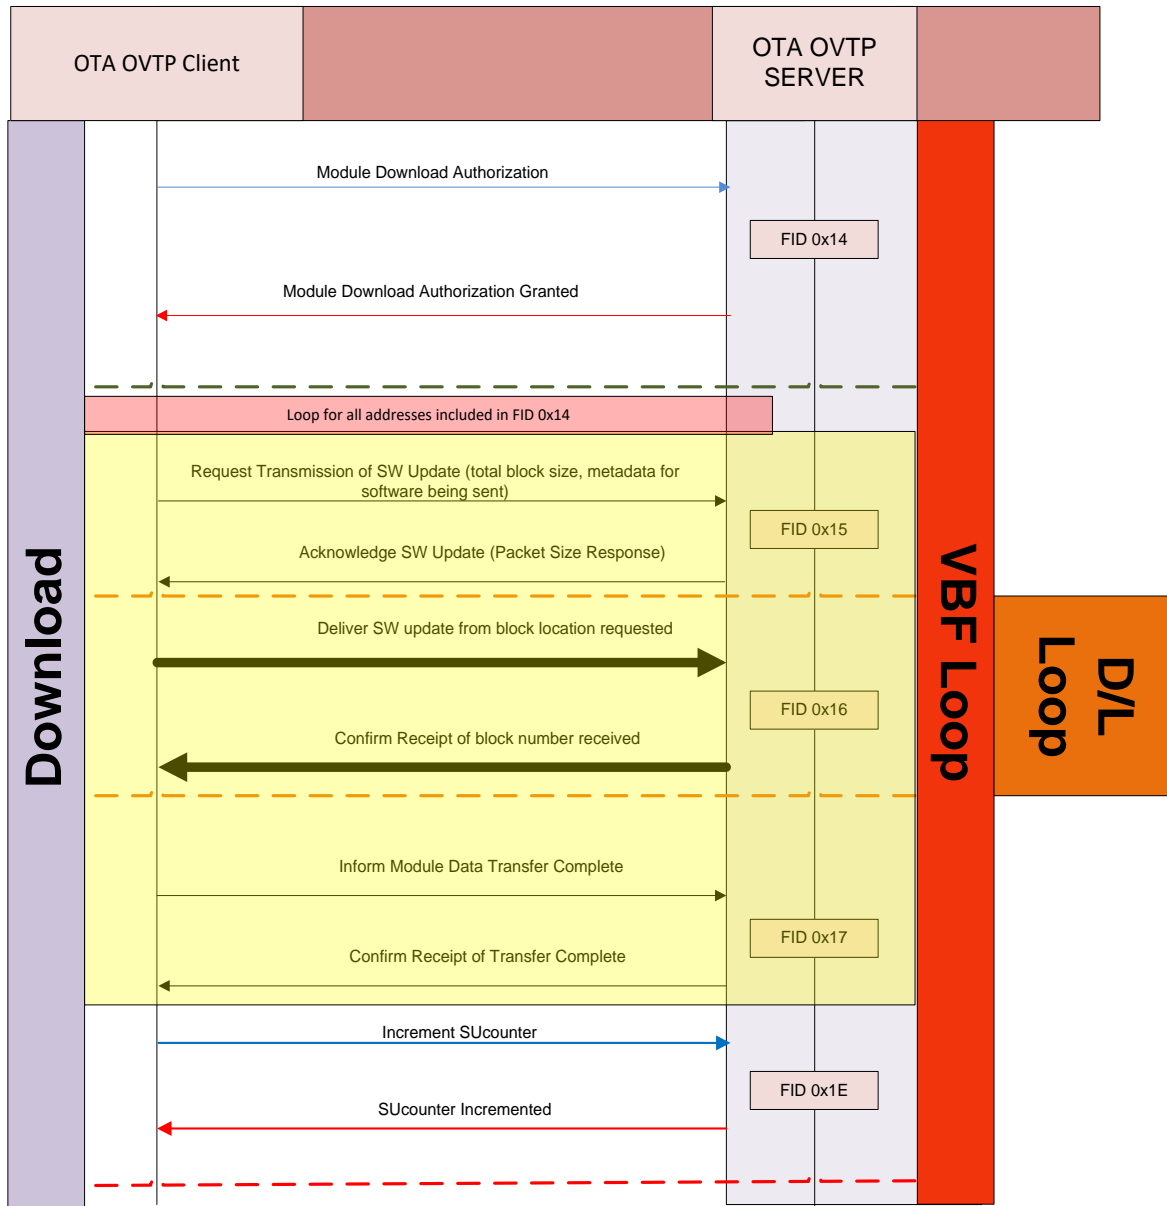 OTA OVTP Client
OTA OVTP
SERVER
Module Download Authorization
FID 0x14
Module Download Authorization Granted
Loop for all addresses included in FID 0x14
Request Transmission of SW Update (total block size, metadata for
software being sent)
FID 0x15
Acknowledge SW Update (Packet Size Response)
Deliver SW update from block location requested
FID 0x16
Confirm Receipt of block number received
Inform Module Data Transfer Complete
FID 0x17
Confirm Receipt of Transfer Complete
Increment SUcounter
FID 0x1E
SUcounter Incremented
Download
VBF Loop
D/L
Loop